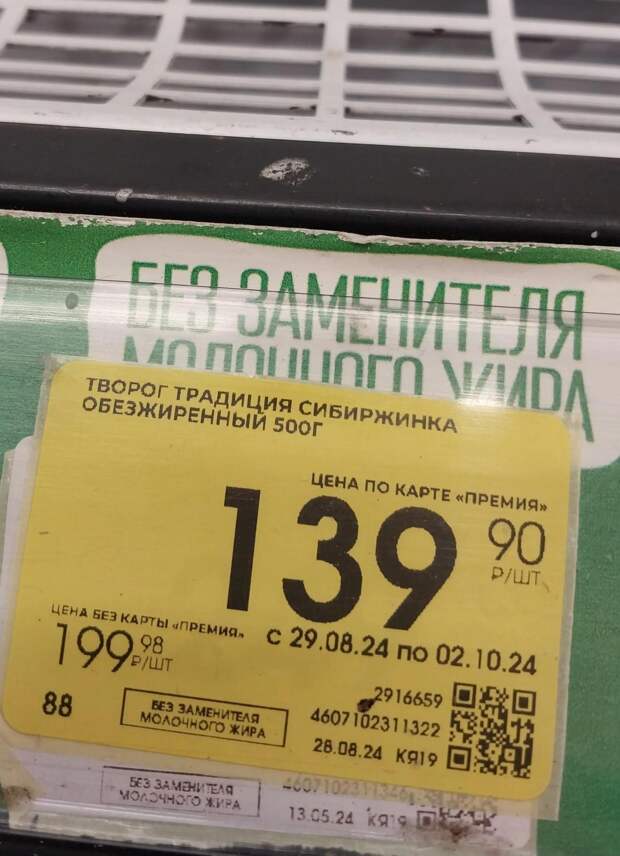 БЕЗ ЗАМЕНИТЕЛЯ
МОЛОЧНОГО ЖИРА
ТВОРОГ ТРАДИЦИЯ СИБИРЖИНКА
ОБЕЗЖИРЕННЫЙ 500Г
ЦЕНА ПО КАРТЕ «ПРЕМИЯ»
139 90
₽/ШТ
ЦЕНА БЕЗ КАРТЫ «ПРЕМИЯ»
199 98
₽/ШТ
С 29.08.24 ПО 02.10.24
88
БЕЗ ЗАМЕНИТЕЛЯ
МОЛОЧНОГО ЖИРА
2916659
4607102311322
28.08.24 КЯ19
БЕЗ ЗАМЕНИТЕЛЯ
МОЛОЧНОГО ЖИРА
13.05.24 КЯ19